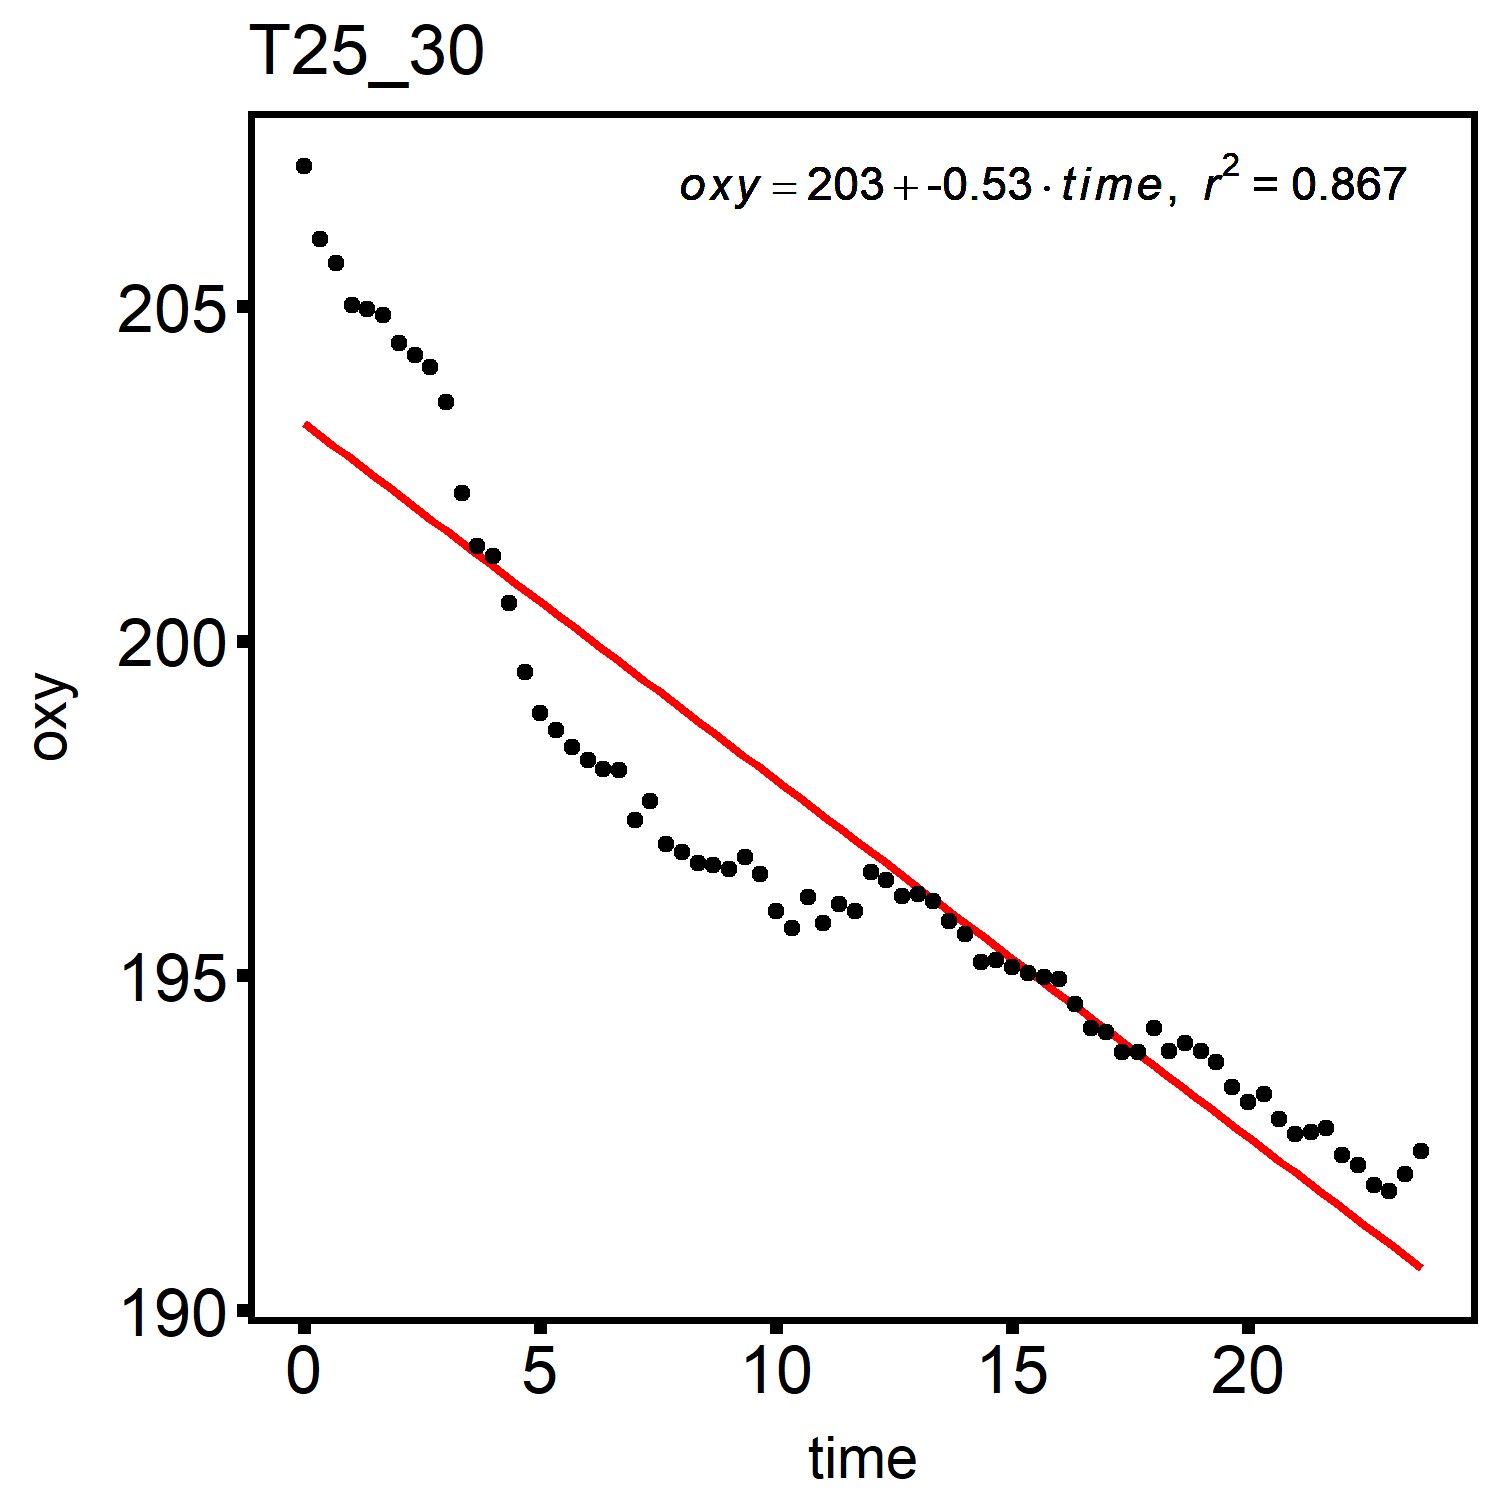 T25_30
oxy = 203 + -0.53 · time, r² = 0.867
205
200
195
190
oxy
0 5 10 15 20
time